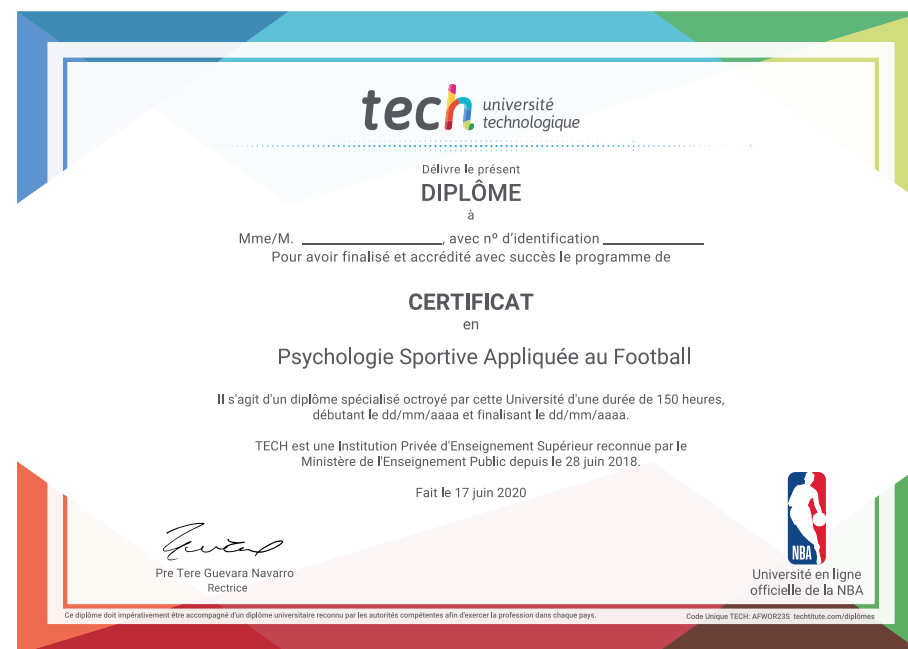 tech université
technologique
Délivre le présent
DIPLÔME
à
Mme/M. ____________________, avec nº d'identification ______________
Pour avoir finalisé et accrédité avec succès le programme de
CERTIFICAT
en
Psychologie Sportive Appliquée au Football
Il s'agit d'un diplôme spécialisé octroyé par cette Université d'une durée de 150 heures,
débutant le dd/mm/aaaa et finalisant le dd/mm/aaaa.
TECH est une Institution Privée d'Enseignement Supérieur reconnue par le
Ministère de l'Enseignement Public depuis le 28 juin 2018.
Fait le 17 juin 2020
Pre Tere Guevara Navarro
Rectrice
NBA
Université en ligne
officielle de la NBA
Ce diplôme doit impérativement être accompagné d'un diplôme universitaire reconnu par les autorités compétentes afin d'exercer la profession dans chaque pays.
Code Unique TECH: AFWOR23S techtitute.com/diplômes